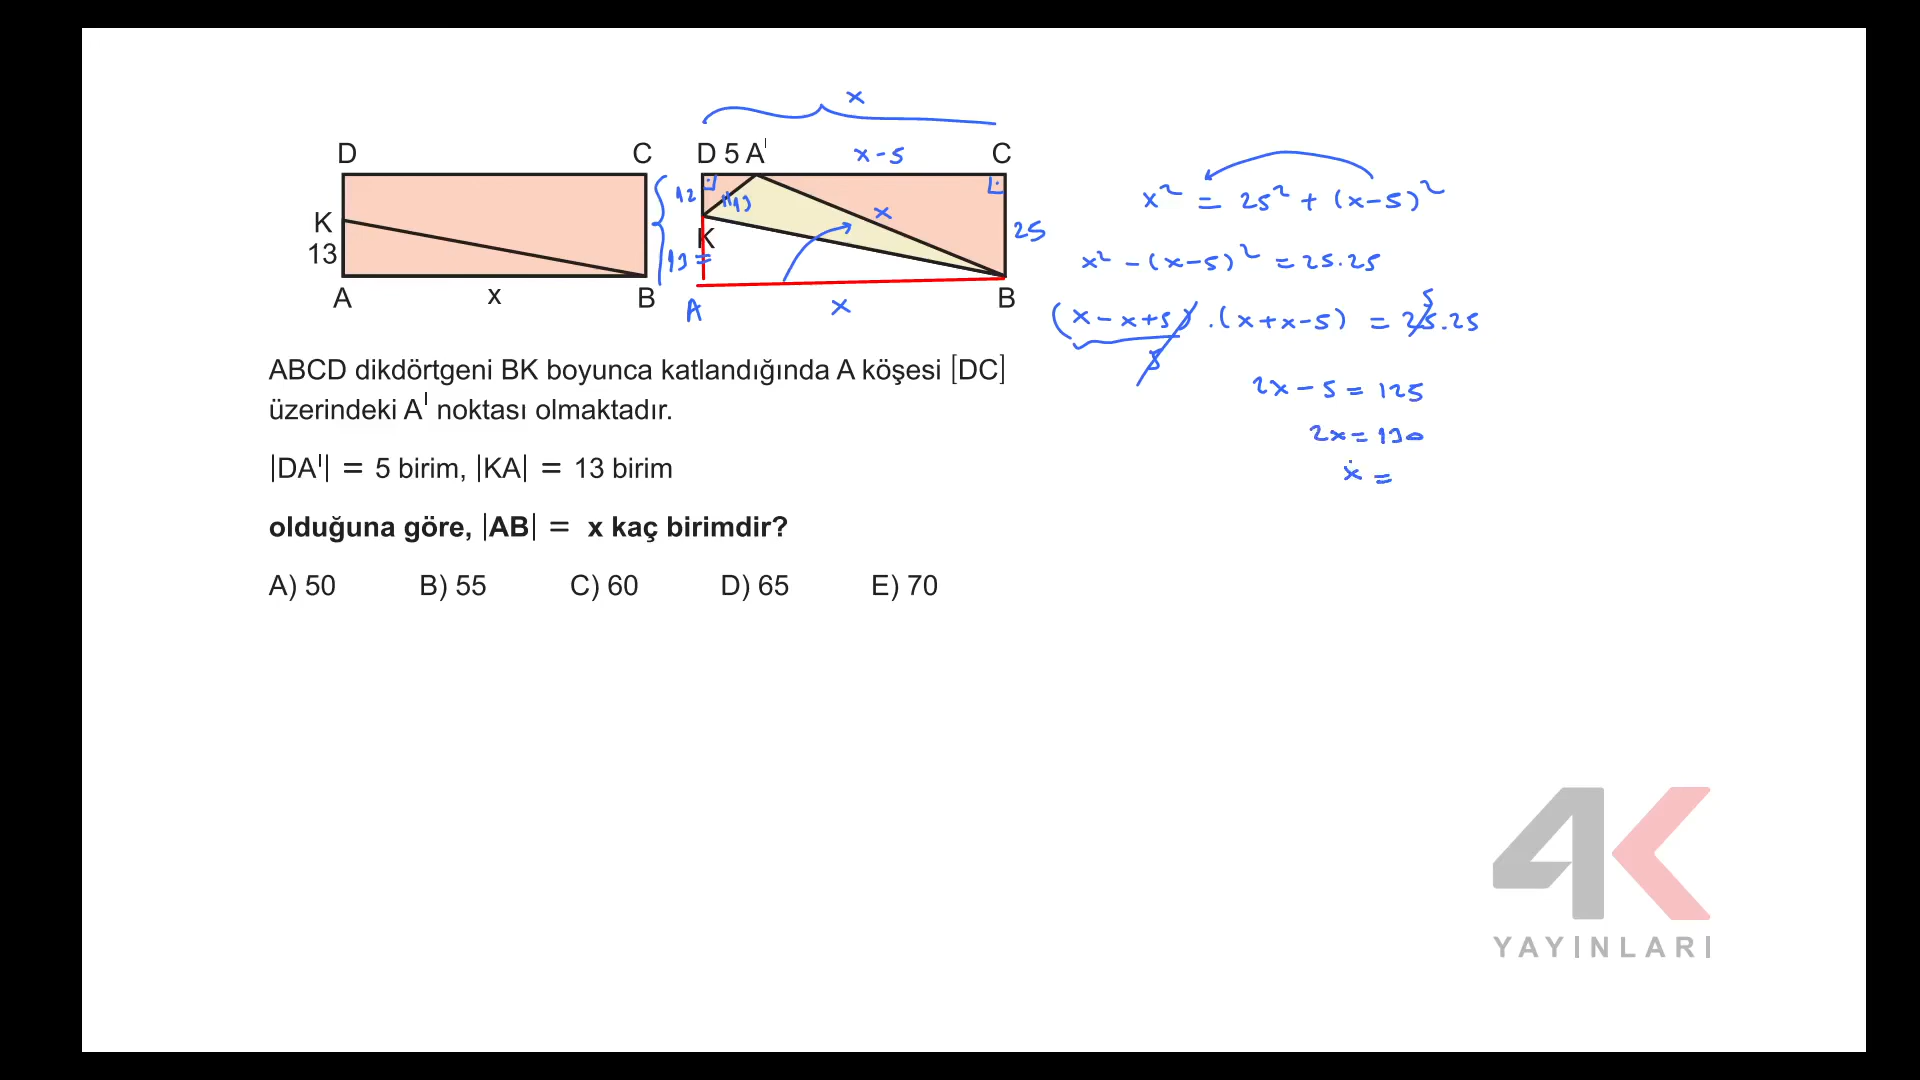 x
D C
D 5 A' x-5 C
K
13
A x B
12 13 x
K
13 =
25
A x B
x² = 25² + (x-5)²
x² - (x-5)² = 25.25
(x - x+5) . (x+x-5) = 25.25
5
5
2x - 5 = 125
2x = 130
x =
ABCD dikdörtgeni BK boyunca katlandığında A köşesi [DC]
üzerindeki A' noktası olmaktadır.
|DA'| = 5 birim, |KA| = 13 birim
olduğuna göre, |AB| = x kaç birimdir?
A) 50 B) 55 C) 60 D) 65 E) 70
4K
YAYINLARI